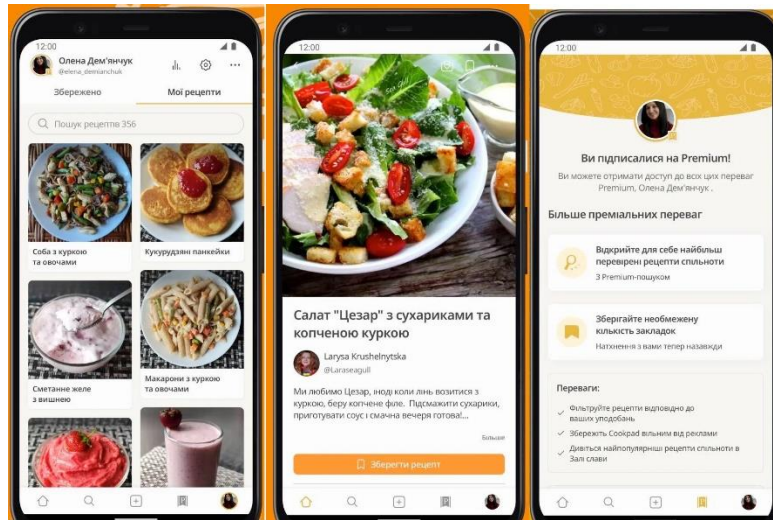 12:00
Олена Дем'янчук
@elena_demianchuk
Збережено
Мої рецепти
Пошук рецептів 356
Соба з куркою
та овочами
Кукурудзяні панкейки
Сметанне желе
з вишнею
Макарони з куркою
та овочами
12:00
Салат "Цезар" з сухариками та
копченою куркою
Larysa Krushelnytska
@Laraseagull
Ми любимо Цезар, іноді коли лінь возитися з
куркою, беру копчене філе. Підсмажити сухарики,
приготувати соус і смачна вечеря готова!...
Більше
Зберегти рецепт
12:00
Ви підписалися на Premium!
Ви можете отримати доступ до всіх цих переваг
Premium, Олена Дем'янчук .
Більше преміальних переваг
Відкрийте для себе найбільш
перевірені рецепти спільноти
З Premium-пошуком
Зберігайте необмежену
кількість закладок
Натхнення з вами тепер назавжди
Переваги:
Фільтруйте рецепти відповідно до
ваших уподобань
Збережіть Cookpad вільним від реклами
Дивіться найпопулярніш рецепти спільноти в
Залі слави